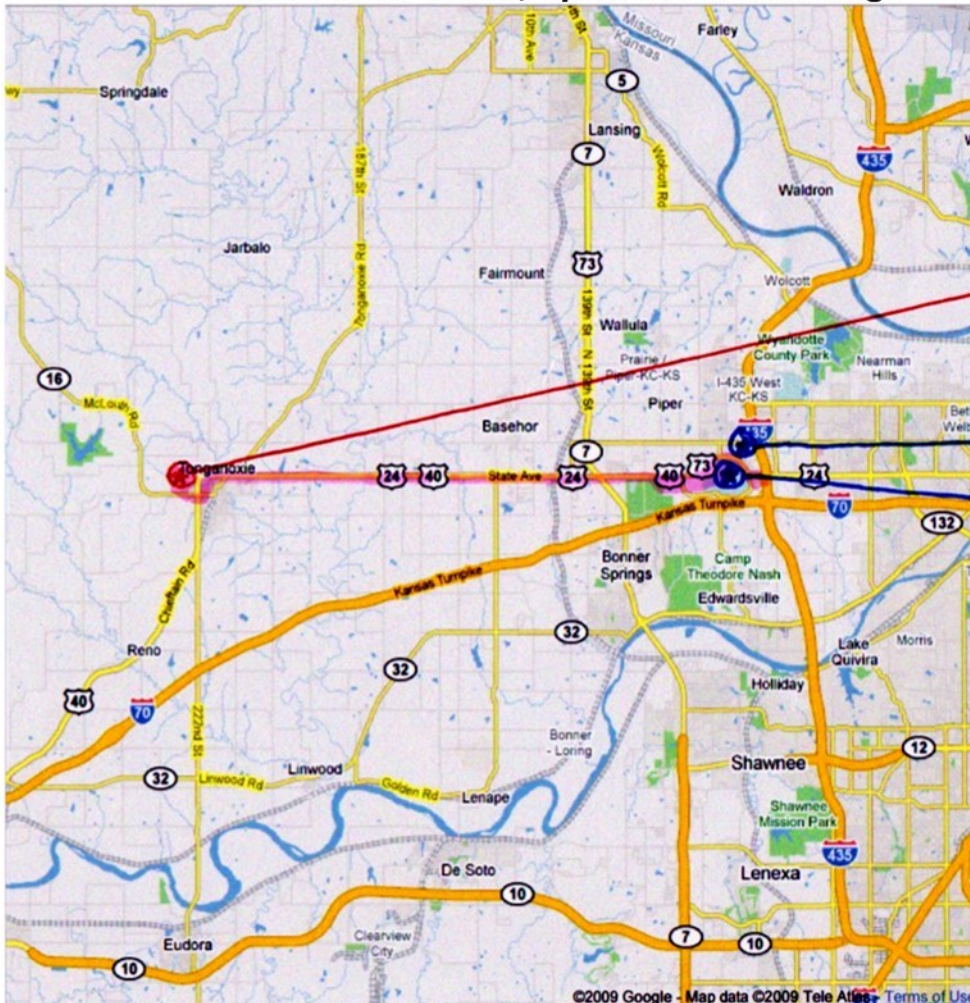 Missouri
Kansas
Farley
110th Ave
Springdale
5
Lansing
7
435
187th St
Wolcott Rd
Waldron
Jarbalo
Tonganoxie Rd
Fairmount
73
Wolcott
139th St
N 138th St
Wallula
Wyandotte
County Park
Prairie /
Piper-KC-KS
Nearman
Hills
16
I-435 West
KC-KS
McLouth Rd
Piper
Basehor
7
Tonganoxie
24
40
State Ave
24
40
73
24
70
Kansas Turnpike
132
Bonner
Springs
Camp
Theodore Nash
Edwardsville
Chieftain Rd
Kansas Turnpike
32
Reno
32
Lake
Quivira
Morris
Holliday
40
70
222nd St
Bonner
- Loring
12
Shawnee
Linwood
32
Linwood Rd
Golden Rd
Lenape
Shawnee
Mission Park
435
De Soto
Lenexa
10
Eudora
Clearview
City
7
10
10
©2009 Google - Map data ©2009 Tele Atlas - Terms of Use